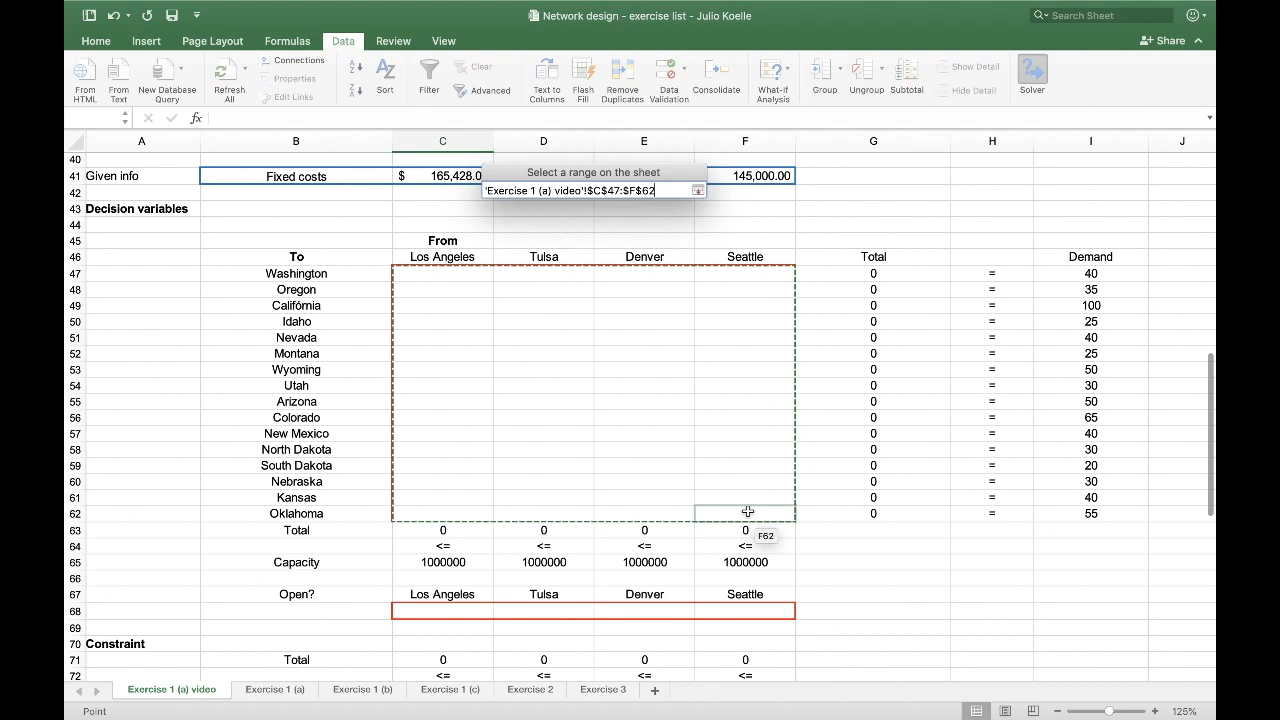 Network design - exercise list - Julio Koelle
Search Sheet
Home Insert Page Layout Formulas Data Review View
Share
From HTML
From Text
New Database Query
Refresh All
Connections
Properties
Edit Links
Sort
Filter
Clear
Advanced
Text to Columns
Flash Fill
Remove Duplicates
Data Validation
Consolidate
What-If Analysis
Group
Ungroup
Subtotal
Show Detail
Hide Detail
Solver
fx
A B C D E F G H I J
40
Select a range on the sheet
41 Given info Fixed costs $ 165,428.0 145,000.00
'Exercise 1 (a) video'!$C$47:$F$62
42
43 Decision variables
44
45 From
46 To Los Angeles Tulsa Denver Seattle Total Demand
47 Washington 0 = 40
48 Oregon 0 = 35
49 Califórnia 0 = 100
50 Idaho 0 = 25
51 Nevada 0 = 40
52 Montana 0 = 25
53 Wyoming 0 = 50
54 Utah 0 = 30
55 Arizona 0 = 50
56 Colorado 0 = 65
57 New Mexico 0 = 40
58 North Dakota 0 = 30
59 South Dakota 0 = 20
60 Nebraska 0 = 30
61 Kansas 0 = 40
62 Oklahoma 0 = 55
63 Total 0 0 0 0
F62
64 <= <= <= <=
65 Capacity 1000000 1000000 1000000 1000000
66
67 Open? Los Angeles Tulsa Denver Seattle
68
69
70 Constraint
71 Total 0 0 0 0
72 <= <= <= <=
Exercise 1 (a) video Exercise 1 (a) Exercise 1 (b) Exercise 1 (c) Exercise 2 Exercise 3
Point
125%